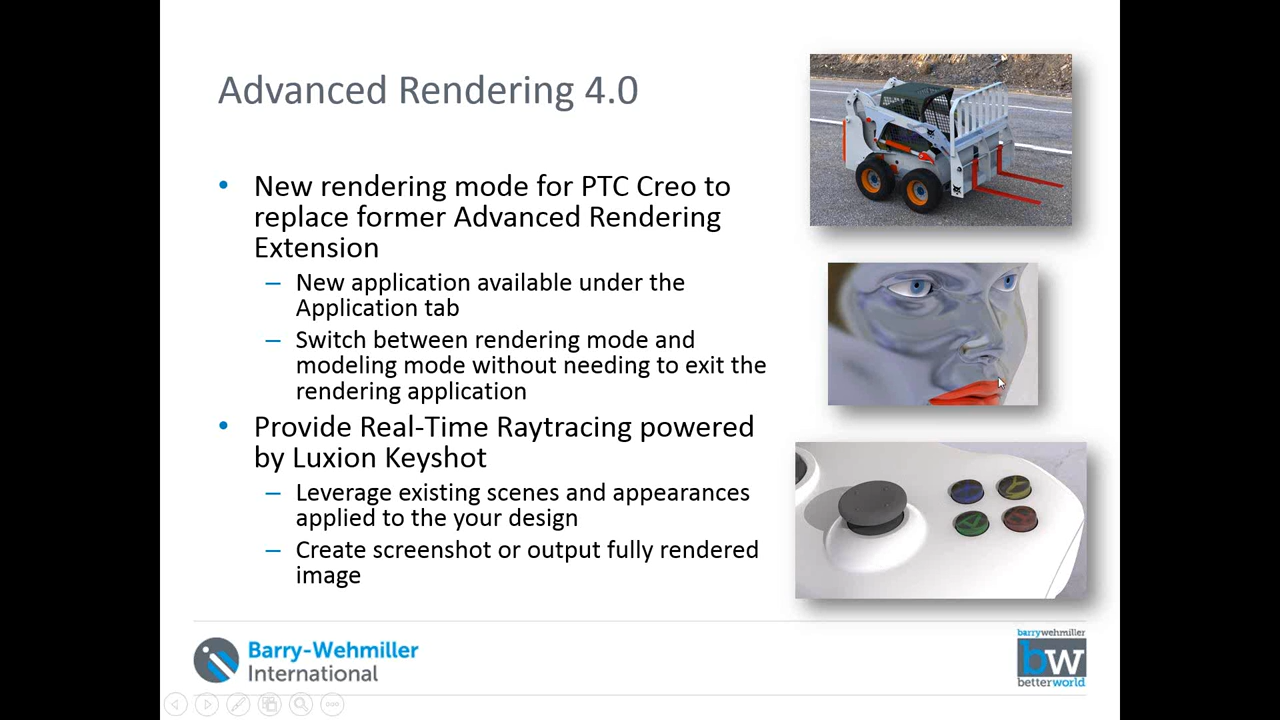 Advanced Rendering 4.0
• New rendering mode for PTC Creo to
replace former Advanced Rendering
Extension
– New application available under the
Application tab
– Switch between rendering mode and
modeling mode without needing to exit the
rendering application
• Provide Real-Time Raytracing powered
by Luxion Keyshot
– Leverage existing scenes and appearances
applied to the your design
– Create screenshot or output fully rendered
image
Barry-Wehmiller
International
barrywehmiller
bw
betterworld